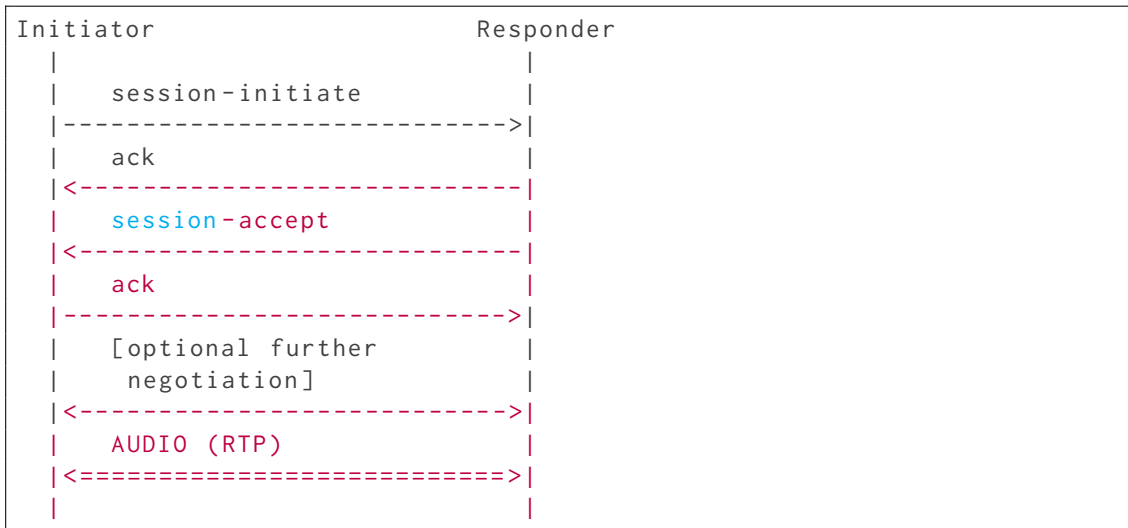 Initiator                    Responder
  |                              |
  |   session-initiate           |
  |---------------------------->|
  |   ack                        |
  |<----------------------------|
  |   session-accept             |
  |<----------------------------|
  |   ack                        |
  |---------------------------->|
  |   [optional further          |
  |    negotiation]              |
  |<--------------------------->|
  |   AUDIO (RTP)                |
  |<===========================>|
  |                              |